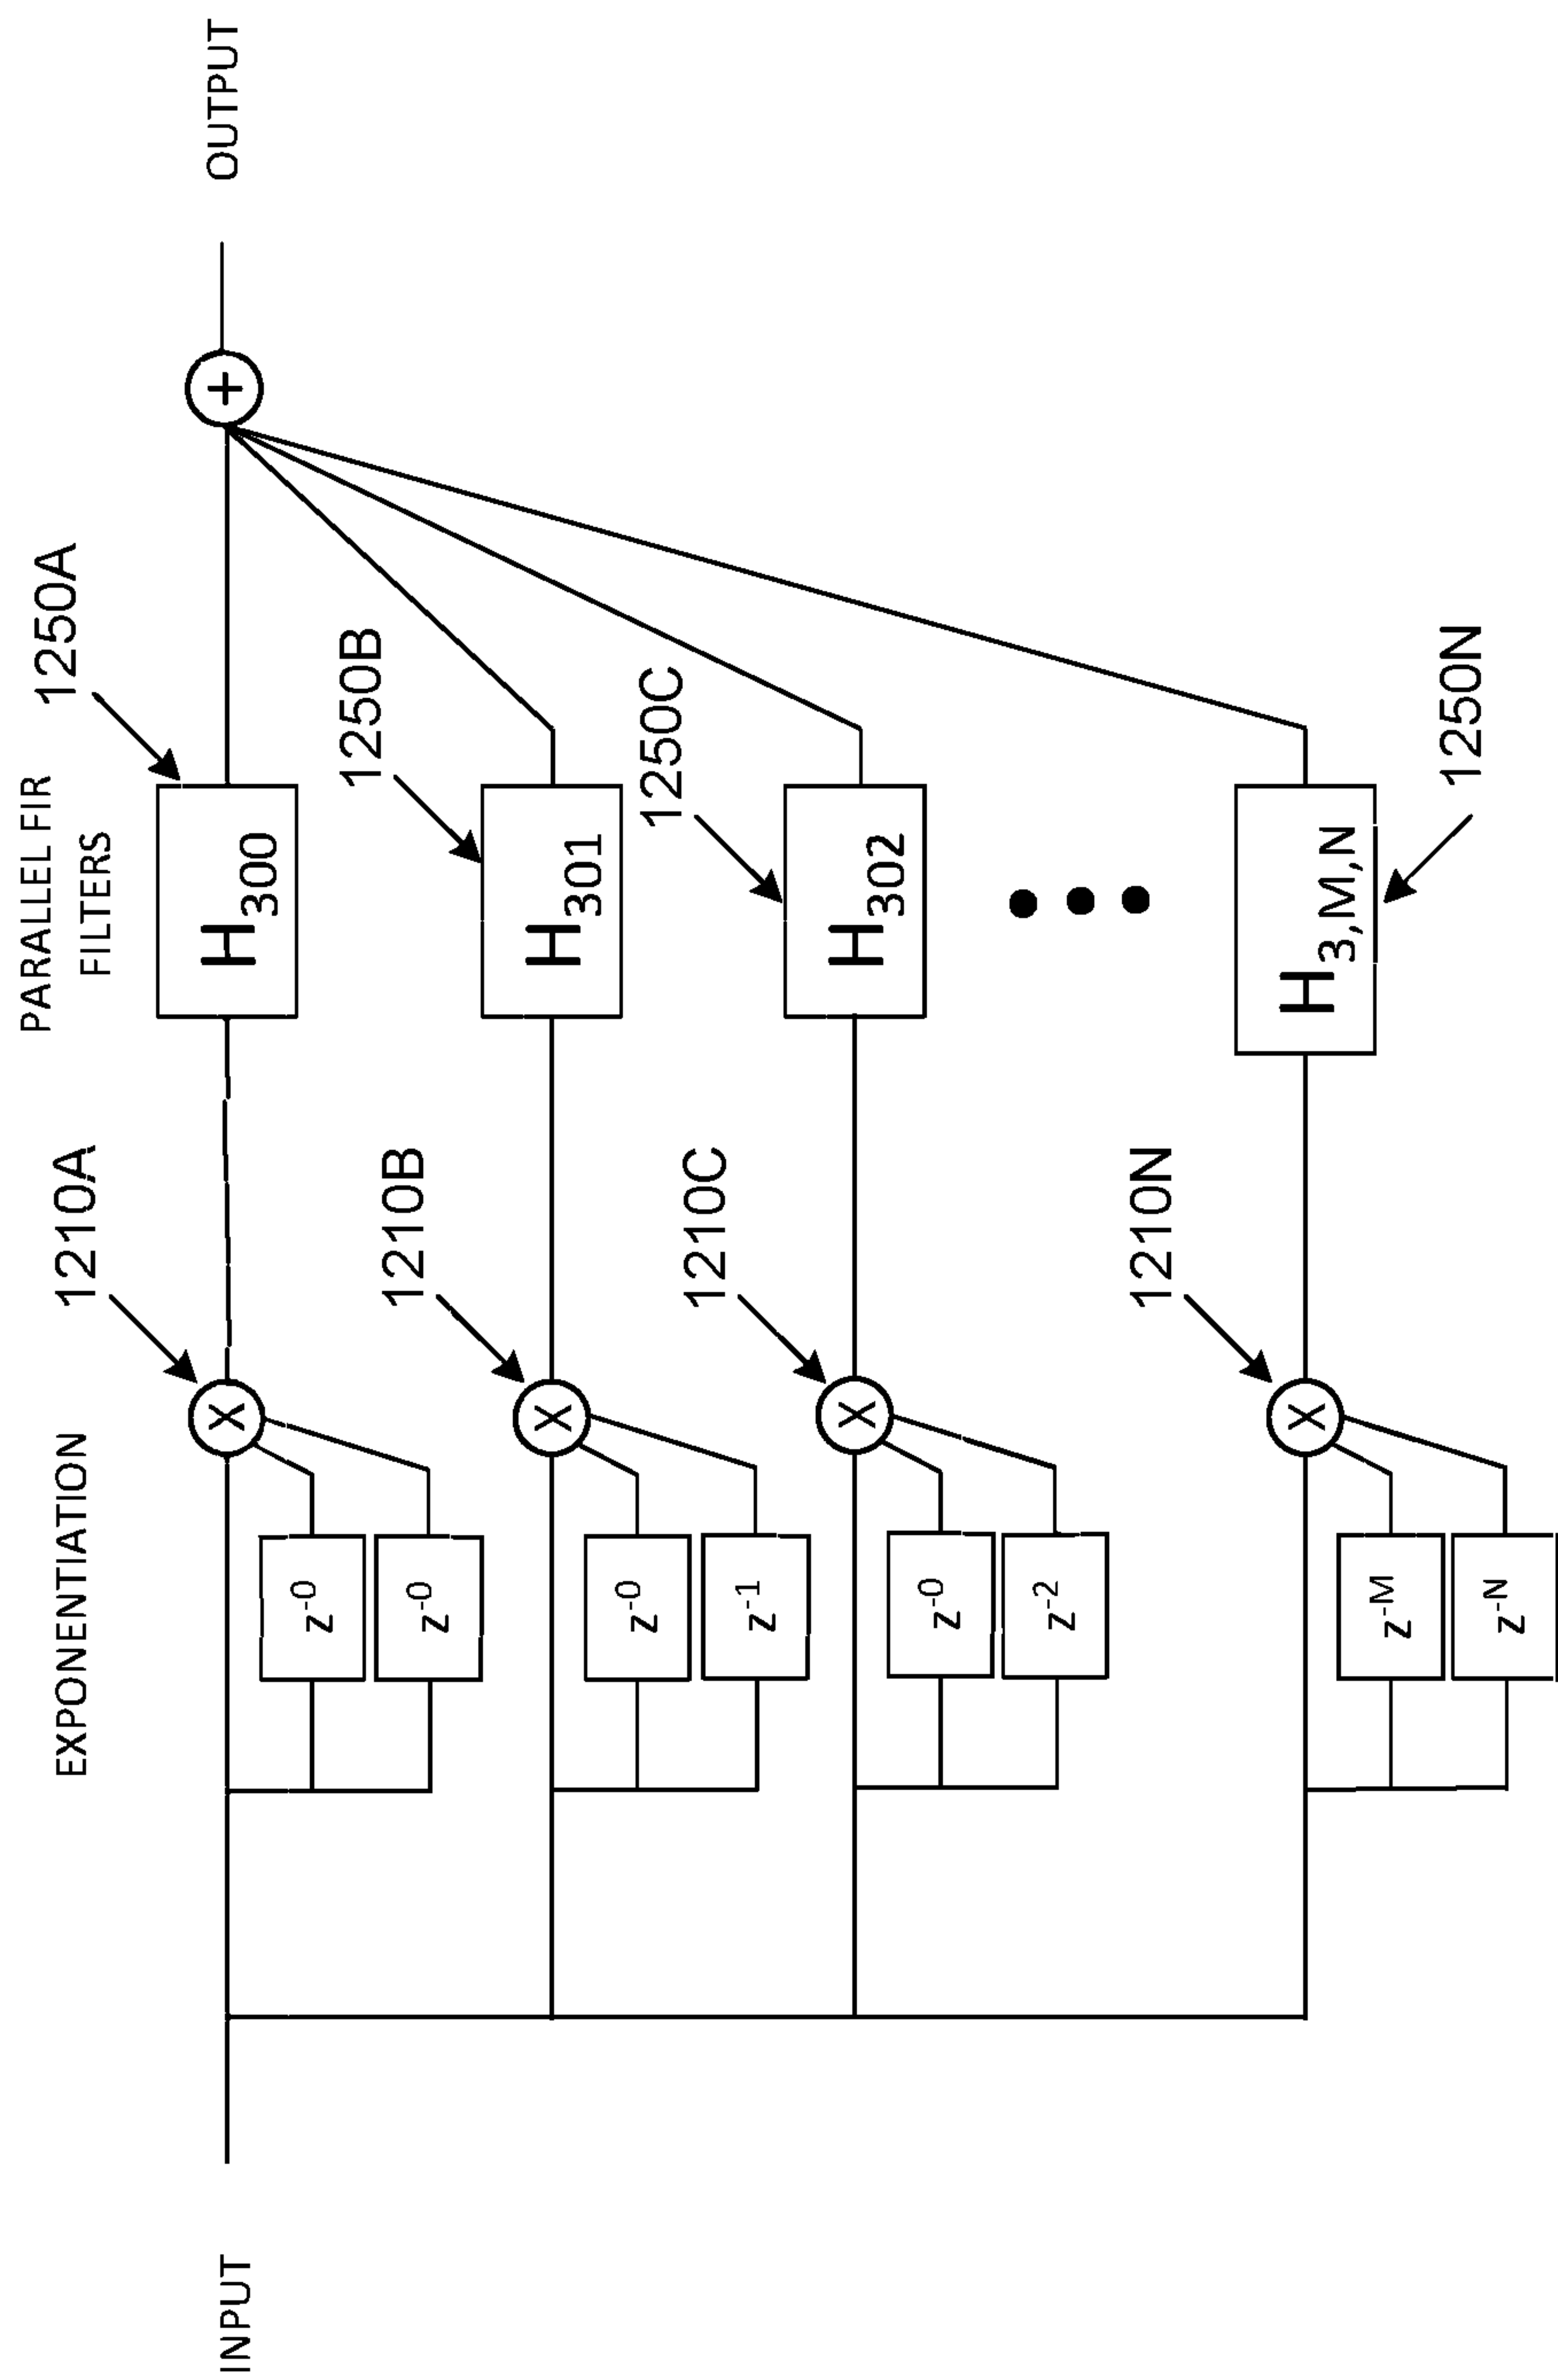 PARALLEL FIR
FILTERS
EXPONENTIATION
1210A
1250A
INPUT
X
H300
+
OUTPUT
z-0
z-0
1210B
1250B
X
H301
z-0
z-1
1210C
1250C
X
H302
z-0
z-2
1210N
X
H3,M,N
1250N
z-M
z-N